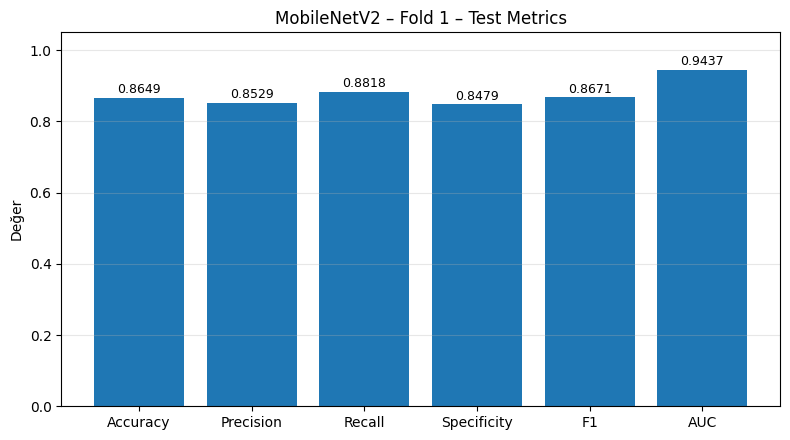 MobileNetV2 – Fold 1 – Test Metrics
Değer
1.0
0.8
0.6
0.4
0.2
0.0
0.8649
0.8529
0.8818
0.8479
0.8671
0.9437
Accuracy
Precision
Recall
Specificity
F1
AUC